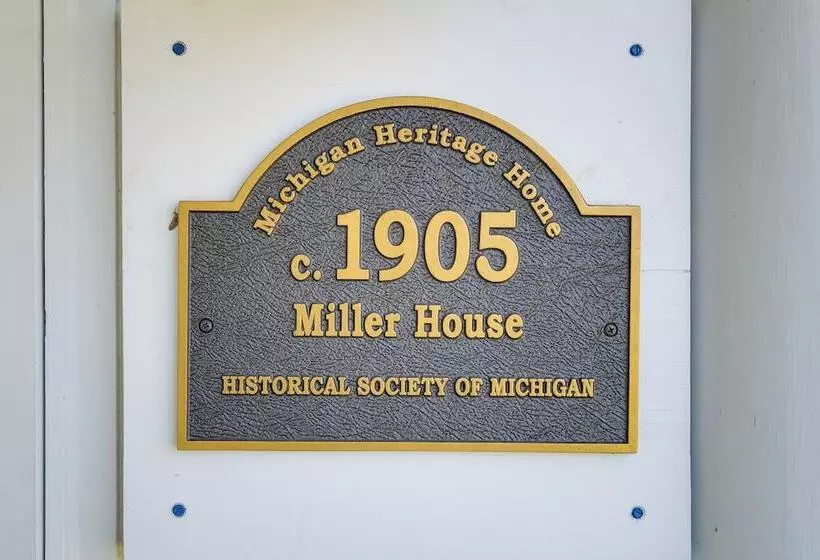 Michigan Heritage Home
c. 1905
Miller House
HISTORICAL SOCIETY OF MICHIGAN